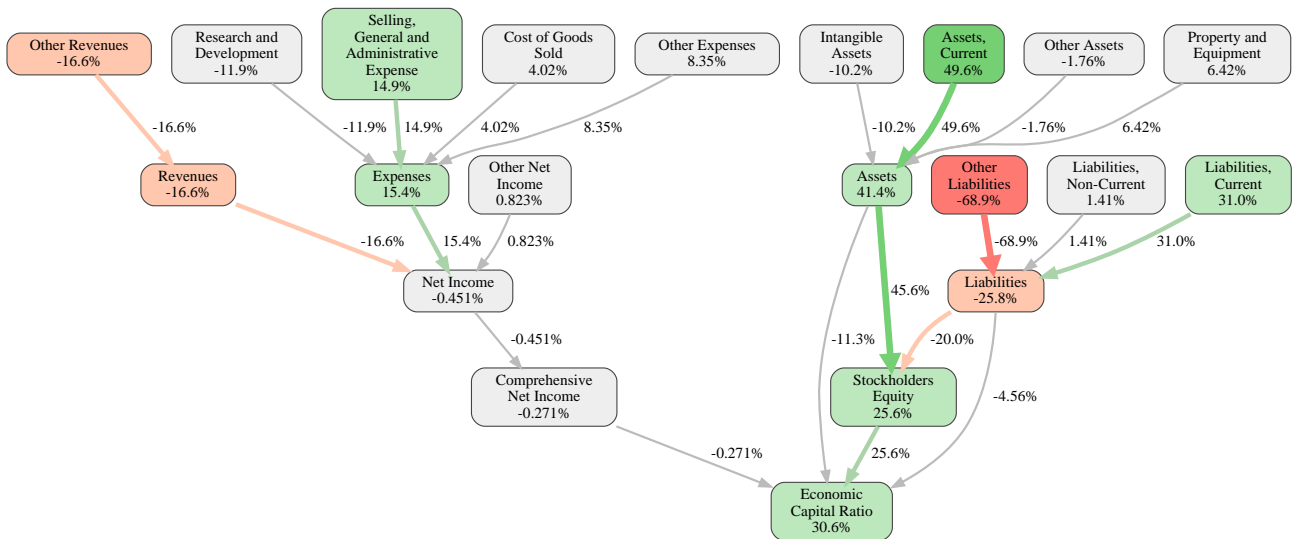 Other Revenues
-16.6%
Research and
Development
-11.9%
Selling,
General and
Administrative
Expense
14.9%
Cost of Goods
Sold
4.02%
Other Expenses
8.35%
Intangible
Assets
-10.2%
Assets,
Current
49.6%
Other Assets
-1.76%
Property and
Equipment
6.42%
-16.6%
-11.9%
14.9%
4.02%
8.35%
-10.2%
49.6%
-1.76%
6.42%
Revenues
-16.6%
Expenses
15.4%
Other Net
Income
0.823%
Assets
41.4%
Other
Liabilities
-68.9%
Liabilities,
Non-Current
1.41%
Liabilities,
Current
31.0%
-16.6%
15.4%
0.823%
-68.9%
1.41%
31.0%
Net Income
-0.451%
45.6%
Liabilities
-25.8%
-0.451%
-11.3%
-20.0%
Comprehensive
Net Income
-0.271%
Stockholders
Equity
25.6%
-4.56%
-0.271%
25.6%
Economic
Capital Ratio
30.6%